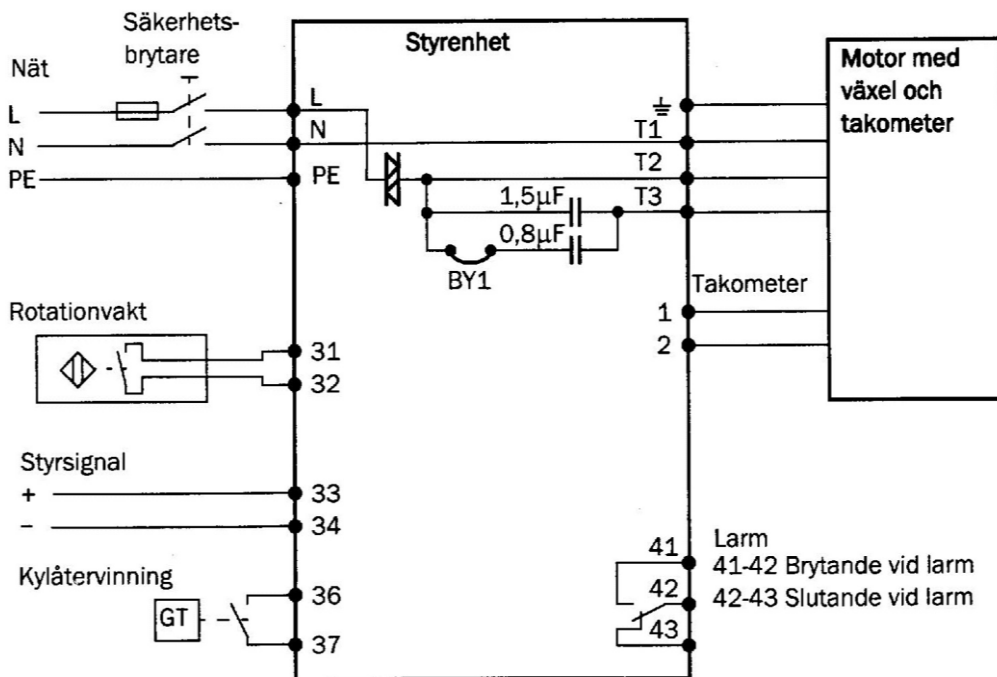 Säkerhets-
brytare
Nät
L
N
PE
Styrenhet
L
N
PE
T1
T2
T3
1,5µF
0,8µF
BY1
Motor med
växel och
takometer
Takometer
1
2
Rotationvakt
31
32
Styrsignal
+
−
33
34
Kylåtervinning
GT
36
37
41
42
43
Larm
41-42 Brytande vid larm
42-43 Slutande vid larm